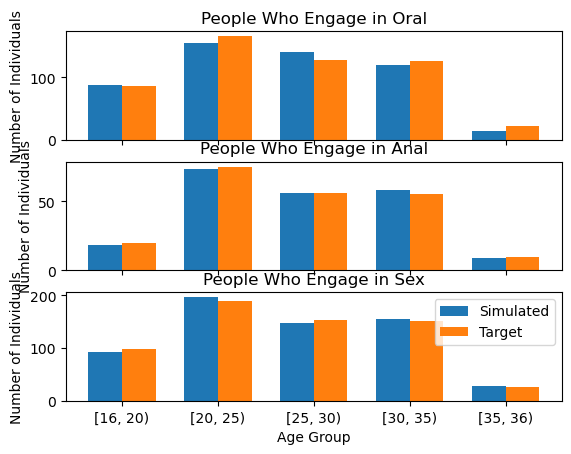 People Who Engage in Oral
Number of Individuals
100
0
People Who Engage in Anal
Number of Individuals
50
0
People Who Engage in Sex
Number of Individuals
200
100
0
Simulated
Target
[16, 20)
[20, 25)
[25, 30)
[30, 35)
[35, 36)
Age Group